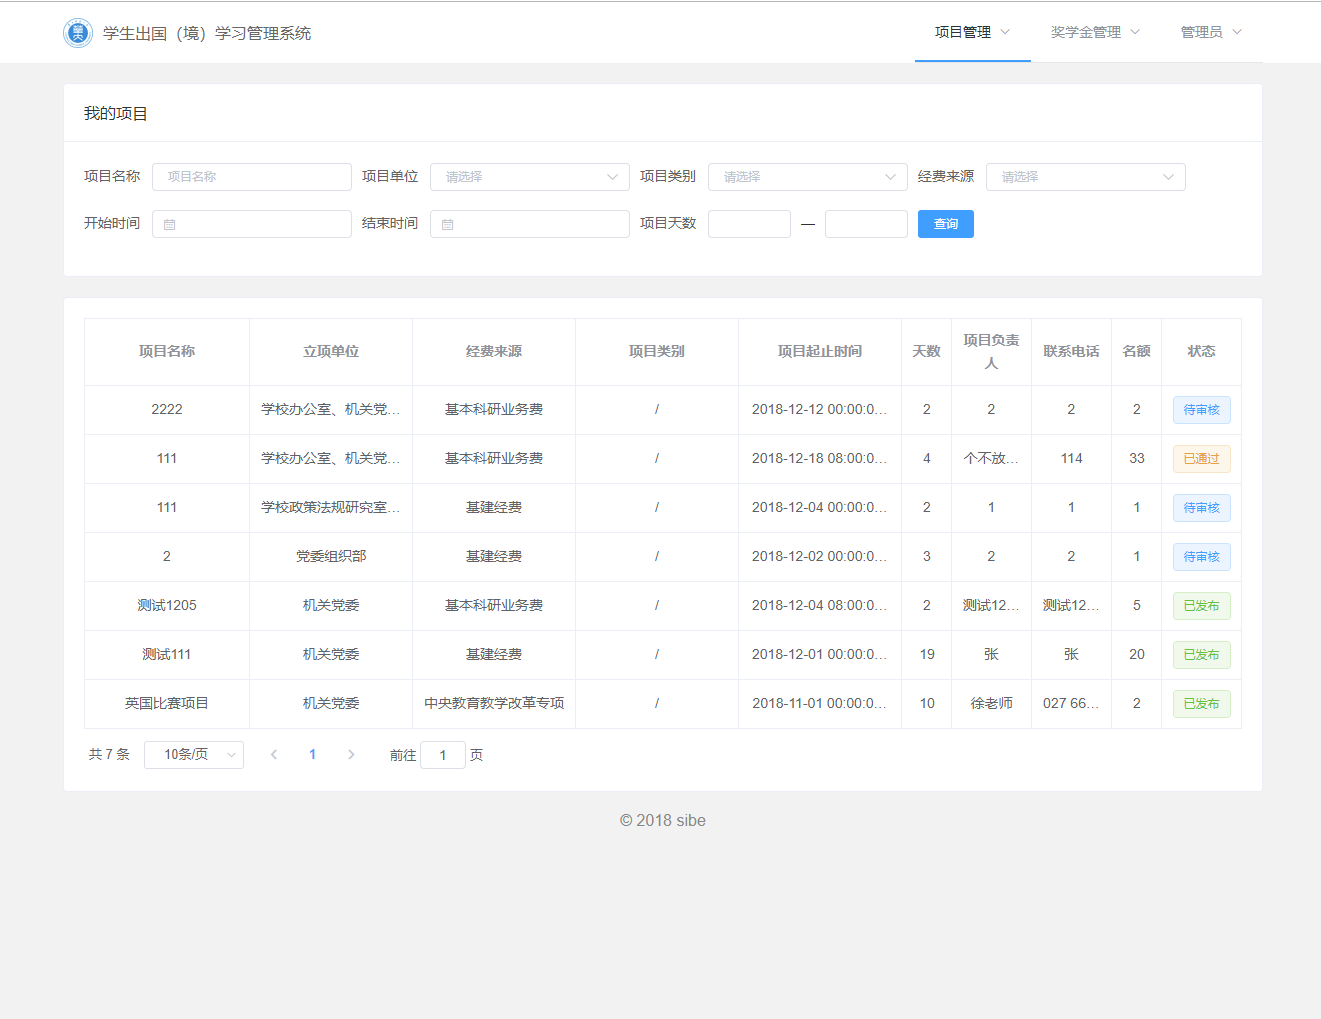 学生出国（境）学习管理系统 项目管理 奖学金管理 管理员
我的项目
项目名称 项目名称 项目单位 请选择 项目类别 请选择 经费来源 请选择
开始时间 结束时间 项目天数 — 查询
项目名称 立项单位 经费来源 项目类别 项目起止时间 天数 项目负责人 联系电话 名额 状态
2222 学校办公室、机关党... 基本科研业务费 / 2018-12-12 00:00:0... 2 2 2 2 待审核
111 学校办公室、机关党... 基本科研业务费 / 2018-12-18 08:00:0... 4 个不放... 114 33 已通过
111 学校政策法规研究室... 基建经费 / 2018-12-04 00:00:0... 2 1 1 1 待审核
2 党委组织部 基建经费 / 2018-12-02 00:00:0... 3 2 2 1 待审核
测试1205 机关党委 基本科研业务费 / 2018-12-04 08:00:0... 2 测试12... 测试12... 5 已发布
测试111 机关党委 基建经费 / 2018-12-01 00:00:0... 19 张 张 20 已发布
英国比赛项目 机关党委 中央教育教学改革专项 / 2018-11-01 00:00:0... 10 徐老师 027 66... 2 已发布
共 7 条 10条/页 1 前往 1 页
© 2018 sibe